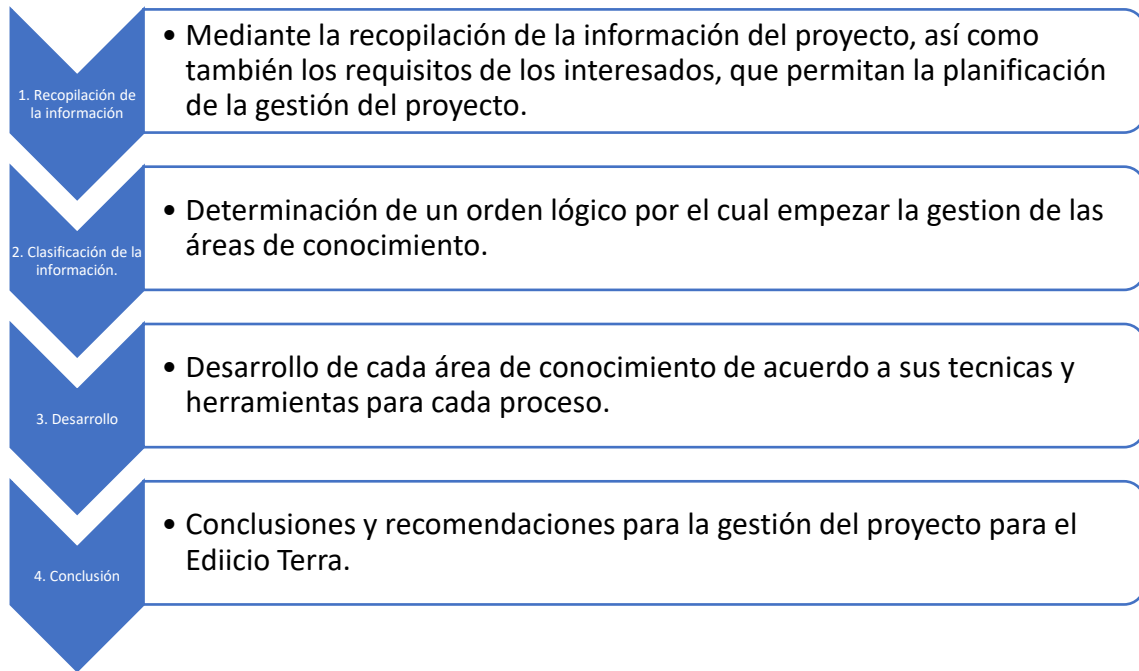 1. Recopilación de
la información
• Mediante la recopilación de la información del proyecto, así como
también los requisitos de los interesados, que permitan la planificación
de la gestión del proyecto.
2. Clasificación de la
información.
• Determinación de un orden lógico por el cual empezar la gestion de las
áreas de conocimiento.
3. Desarrollo
• Desarrollo de cada área de conocimiento de acuerdo a sus tecnicas y
herramientas para cada proceso.
4. Conclusión
• Conclusiones y recomendaciones para la gestión del proyecto para el
Ediicio Terra.